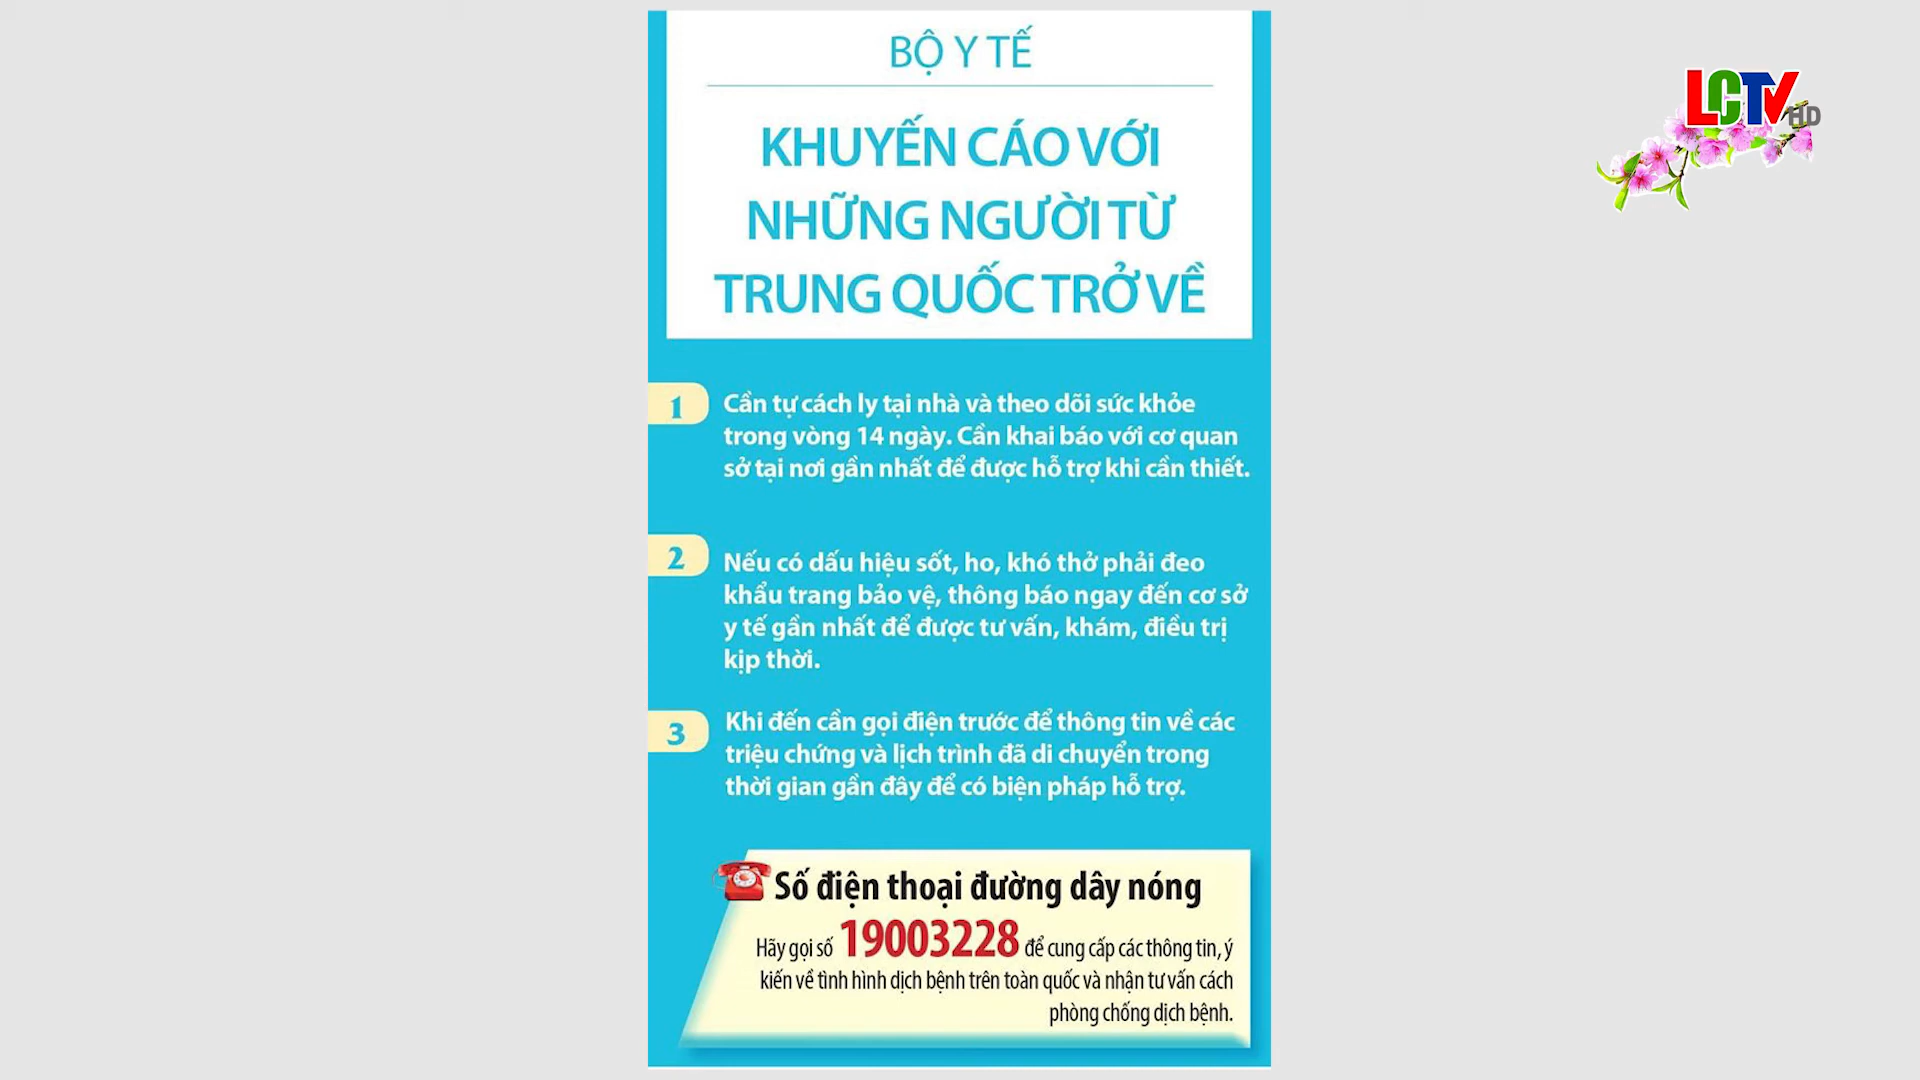 BỘ Y TẾ
KHUYẾN CÁO VỚI
NHỮNG NGƯỜI TỪ
TRUNG QUỐC TRỞ VỀ
1
Cần tự cách ly tại nhà và theo dõi sức khỏe
trong vòng 14 ngày. Cần khai báo với cơ quan
sở tại nơi gần nhất để được hỗ trợ khi cần thiết.
2
Nếu có dấu hiệu sốt, ho, khó thở phải đeo
khẩu trang bảo vệ, thông báo ngay đến cơ sở
y tế gần nhất để được tư vấn, khám, điều trị
kịp thời.
3
Khi đến cần gọi điện trước để thông tin về các
triệu chứng và lịch trình đã di chuyển trong
thời gian gần đây để có biện pháp hỗ trợ.
Số điện thoại đường dây nóng
Hãy gọi số 19003228 để cung cấp các thông tin, ý
kiến về tình hình dịch bệnh trên toàn quốc và nhận tư vấn cách
phòng chống dịch bệnh.
LCTV HD